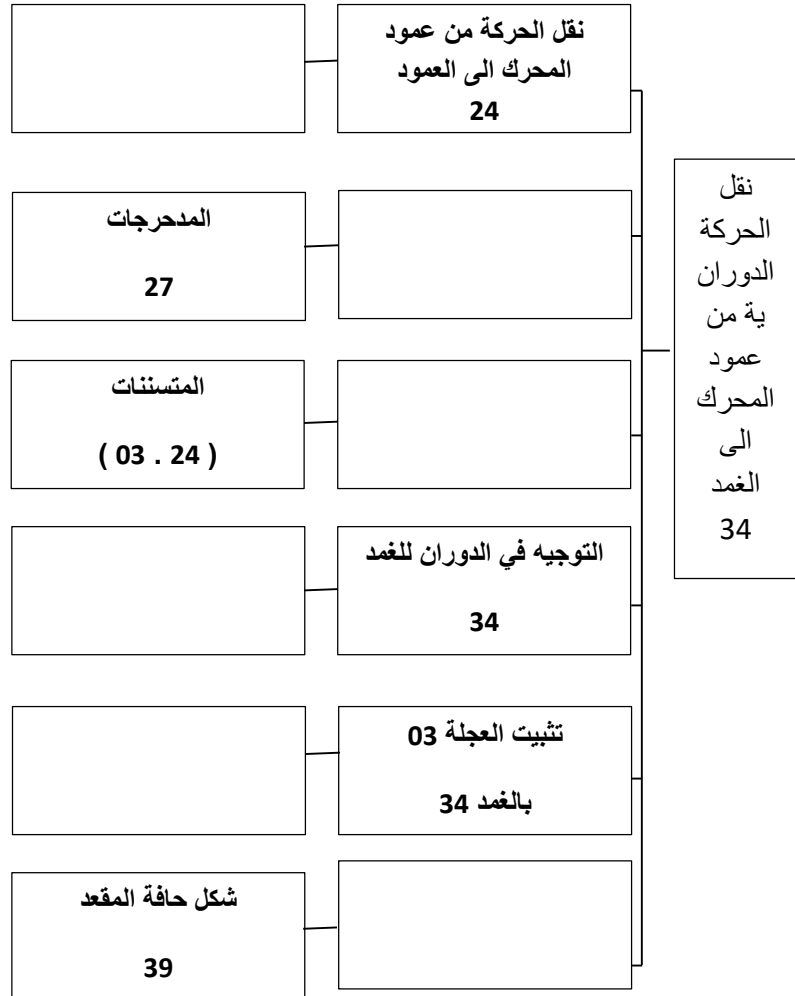 نقل الحركة من عمود
المحرك الى العمود
24
نقل
الحركة
الدوران
ية من
عمود
المحرك
الى
الغمد
34
المدحرجات
27
المتسننات
( 24 . 03 )
التوجيه في الدوران للغمد
34
تثبيت العجلة 03
بالغمد 34
شكل حافة المقعد
39